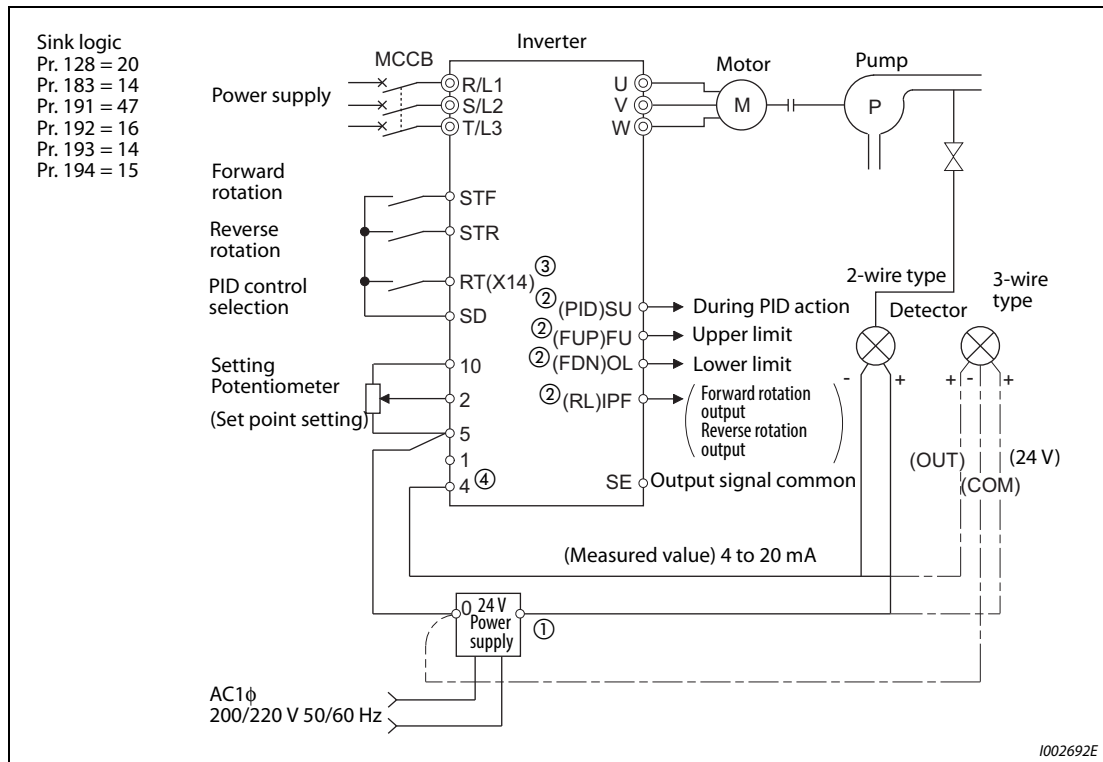 Sink logic
Pr. 128 = 20
Pr. 183 = 14
Pr. 191 = 47
Pr. 192 = 16
Pr. 193 = 14
Pr. 194 = 15
MCCB
Inverter
Power supply
R/L1
S/L2
T/L3
U
V
W
Motor
M
Pump
P
Forward
rotation
STF
Reverse
rotation
STR
PID control
selection
RT(X14) ③
SD
② (PID)SU
During PID action
② (FUP)FU
Upper limit
② (FDN)OL
Lower limit
② (RL)IPF
Forward rotation
output
Reverse rotation
output
2-wire type
Detector
3-wire
type
- +
+ - +
Setting
Potentiometer
(Set point setting)
10
2
5
1
4 ④
SE
Output signal common
(OUT)
(COM)
(24 V)
(Measured value) 4 to 20 mA
0 24 V
Power
supply
①
AC1ϕ
200/220 V 50/60 Hz
I002692E